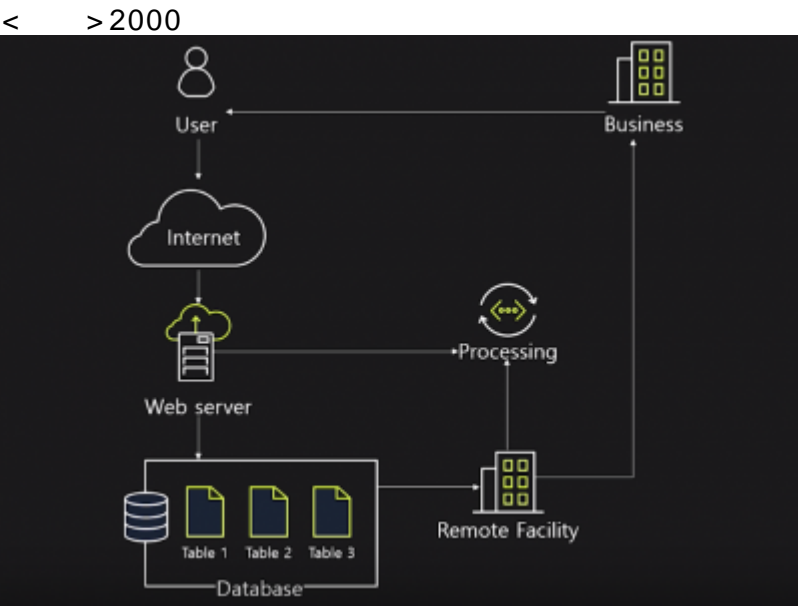 < >2000
User
Business
Internet
Processing
Web server
Remote Facility
Table 1 Table 2 Table 3
Database